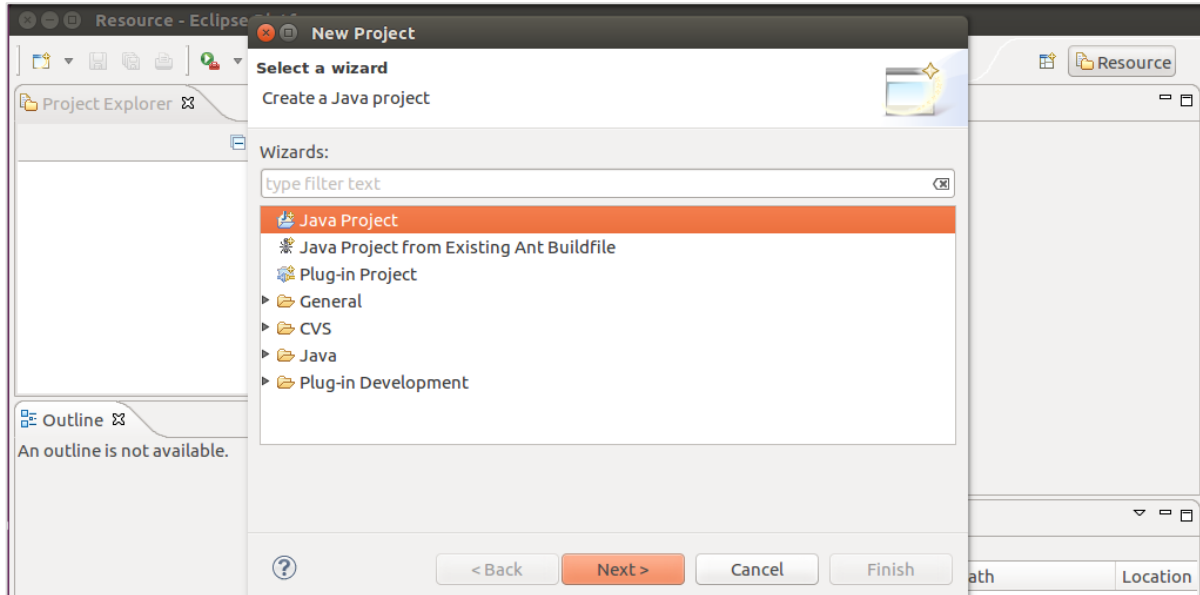 Resource - Eclipse
New Project
Resource
Select a wizard
Create a Java project
Project Explorer
Wizards:
type filter text
Java Project
Java Project from Existing Ant Buildfile
Plug-in Project
General
CVS
Java
Plug-in Development
Outline
An outline is not available.
< Back
Next >
Cancel
Finish
ath
Location